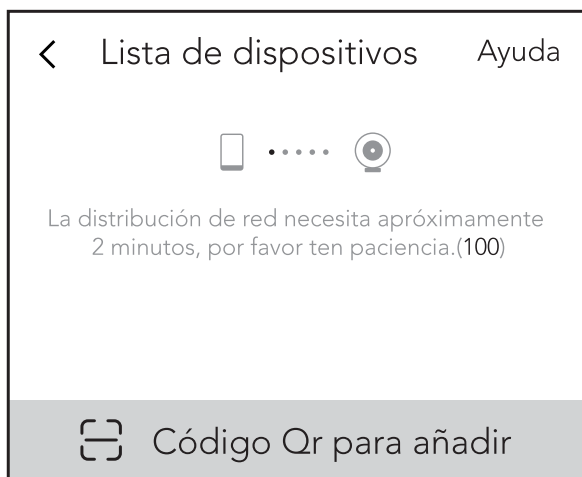 Lista de dispositivos Ayuda
La distribución de red necesita apróximamente
2 minutos, por favor ten paciencia.(100)
Código Qr para añadir